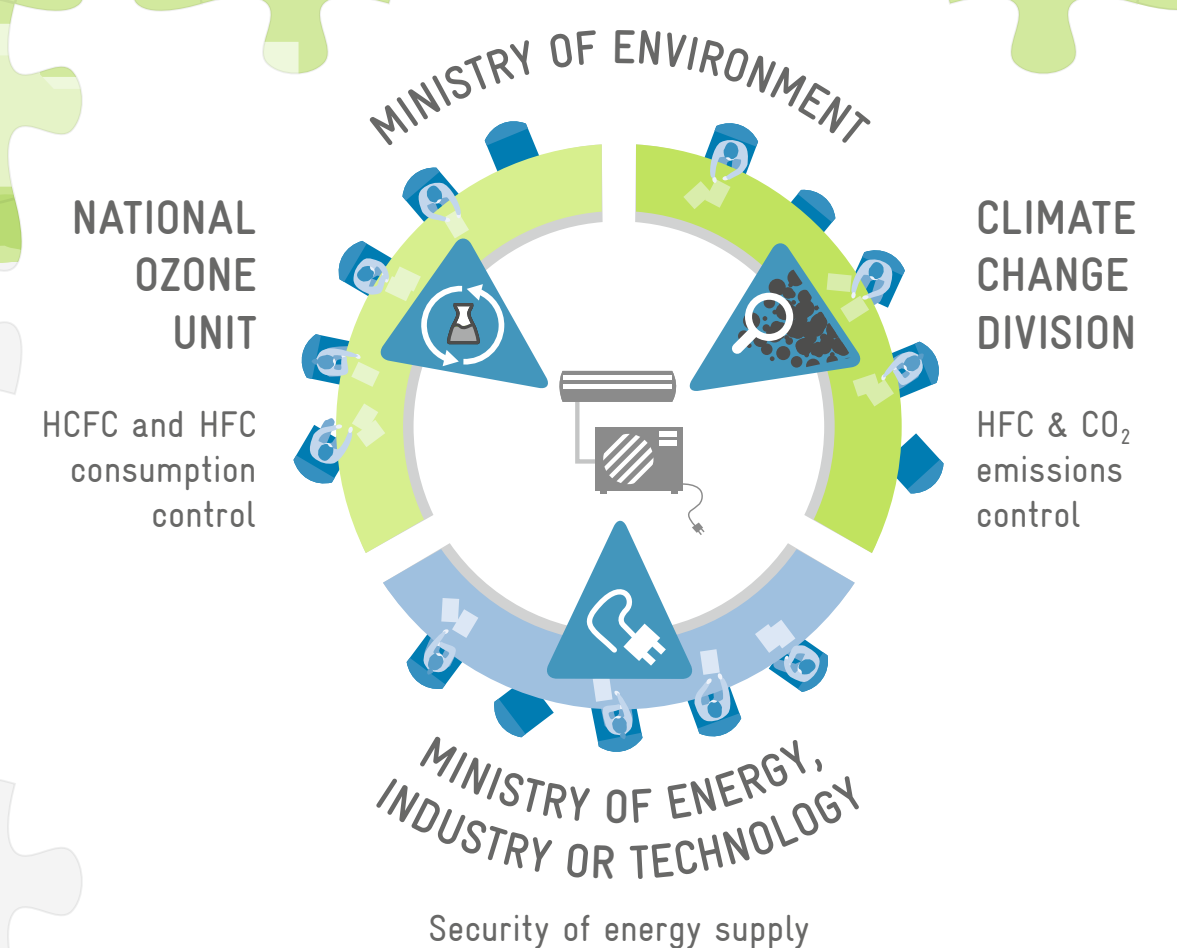 MINISTRY OF ENVIRONMENT
NATIONAL
OZONE
UNIT
HCFC and HFC
consumption
control
CLIMATE
CHANGE
DIVISION
HFC & CO₂
emissions
control
MINISTRY OF ENERGY,
INDUSTRY OR TECHNOLOGY
Security of energy supply